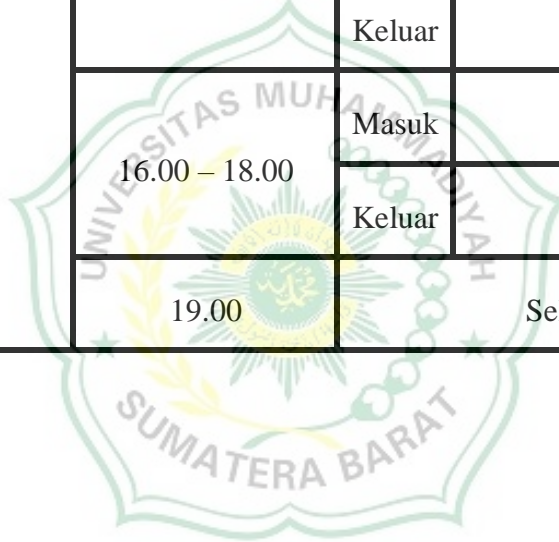 Keluar
16.00 – 18.00
Masuk
Keluar
19.00
Se
UNIVERSITAS MUHAMMADIYAH
SUMATERA BARAT